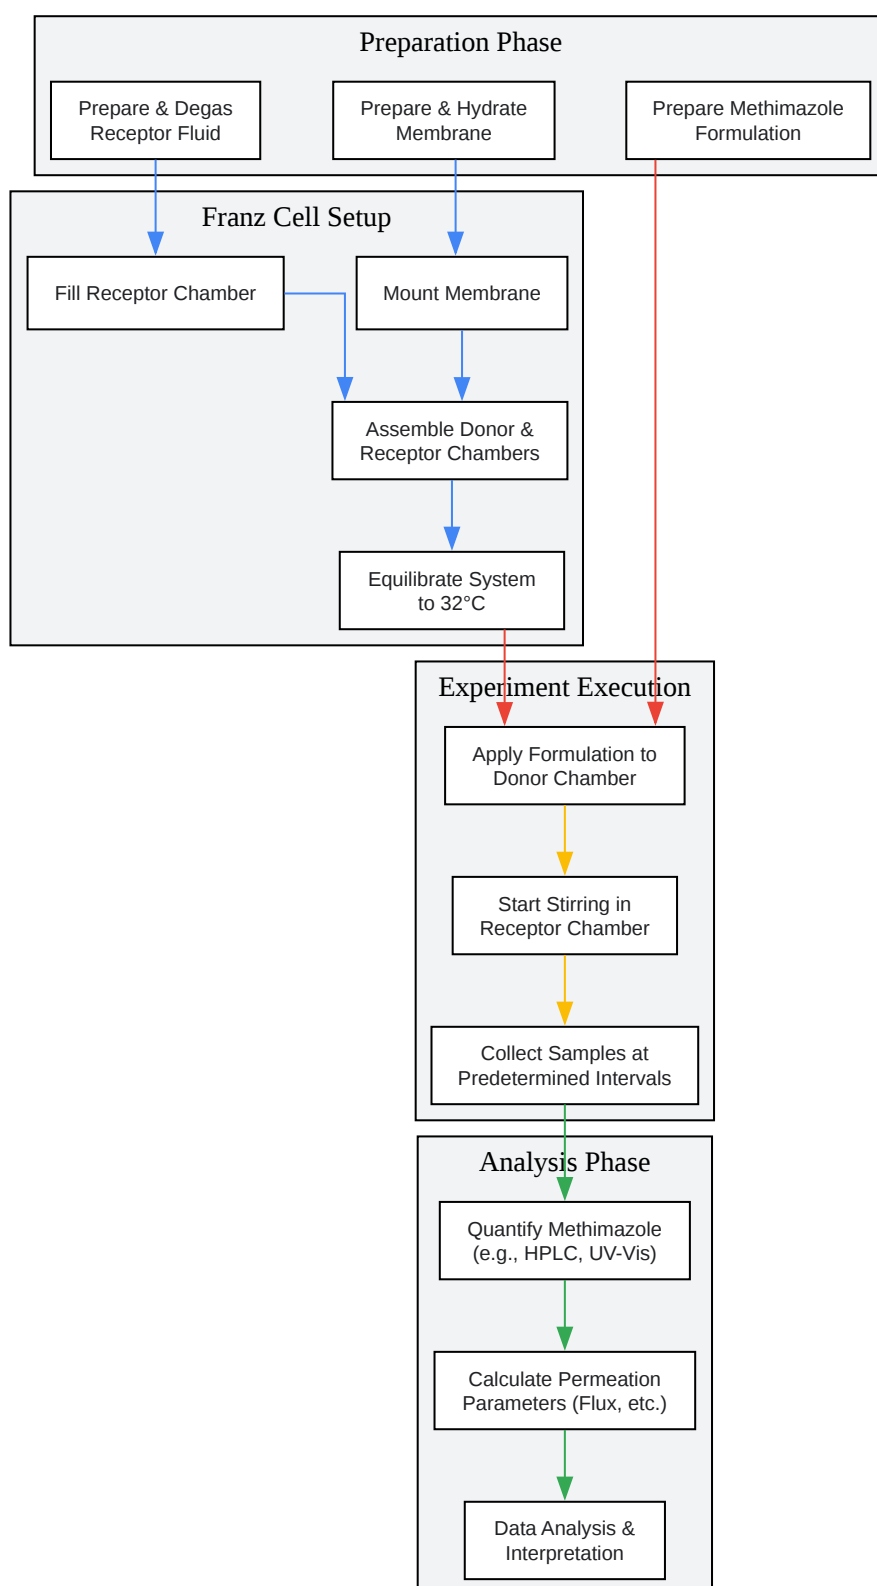 Preparation Phase
Prepare & Degas
Receptor Fluid
Prepare & Hydrate
Membrane
Prepare Methimazole
Formulation
Franz Cell Setup
Fill Receptor Chamber
Mount Membrane
Assemble Donor &
Receptor Chambers
Equilibrate System
to 32°C
Experiment Execution
Apply Formulation to
Donor Chamber
Start Stirring in
Receptor Chamber
Collect Samples at
Predetermined Intervals
Analysis Phase
Quantify Methimazole
(e.g., HPLC, UV-Vis)
Calculate Permeation
Parameters (Flux, etc.)
Data Analysis &
Interpretation